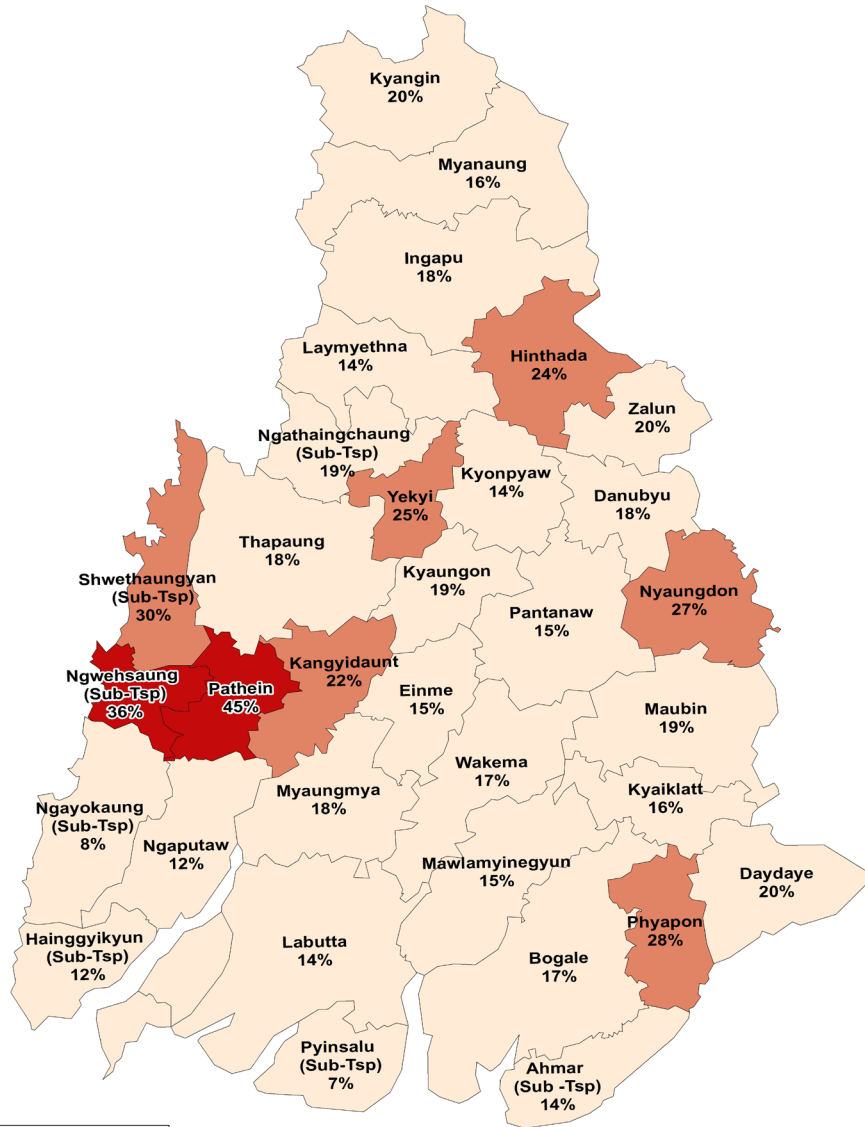 Kyangin
20%
Myanaung
16%
Ingapu
18%
Laymyethna
14%
Hinthada
24%
Zalun
20%
Ngathaingchaung
(Sub-Tsp)
19%
Yekyi
25%
Kyonpyaw
14%
Danubyu
18%
Thapaung
18%
Shwethaungyan
(Sub-Tsp)
30%
Kyaungon
19%
Nyaungdon
27%
Pantanaw
15%
Ngwehsaung
(Sub-Tsp)
36%
Pathein
45%
Kangyidaunt
22%
Einme
15%
Maubin
19%
Wakema
17%
Myaungmya
18%
Kyaiklatt
16%
Ngayokaung
(Sub-Tsp)
8%
Ngaputaw
12%
Mawlamyinegyun
15%
Daydaye
20%
Phyapon
28%
Hainggyikyun
(Sub-Tsp)
12%
Labutta
14%
Bogale
17%
Pyinsalu
(Sub-Tsp)
7%
Ahmar
(Sub -Tsp)
14%